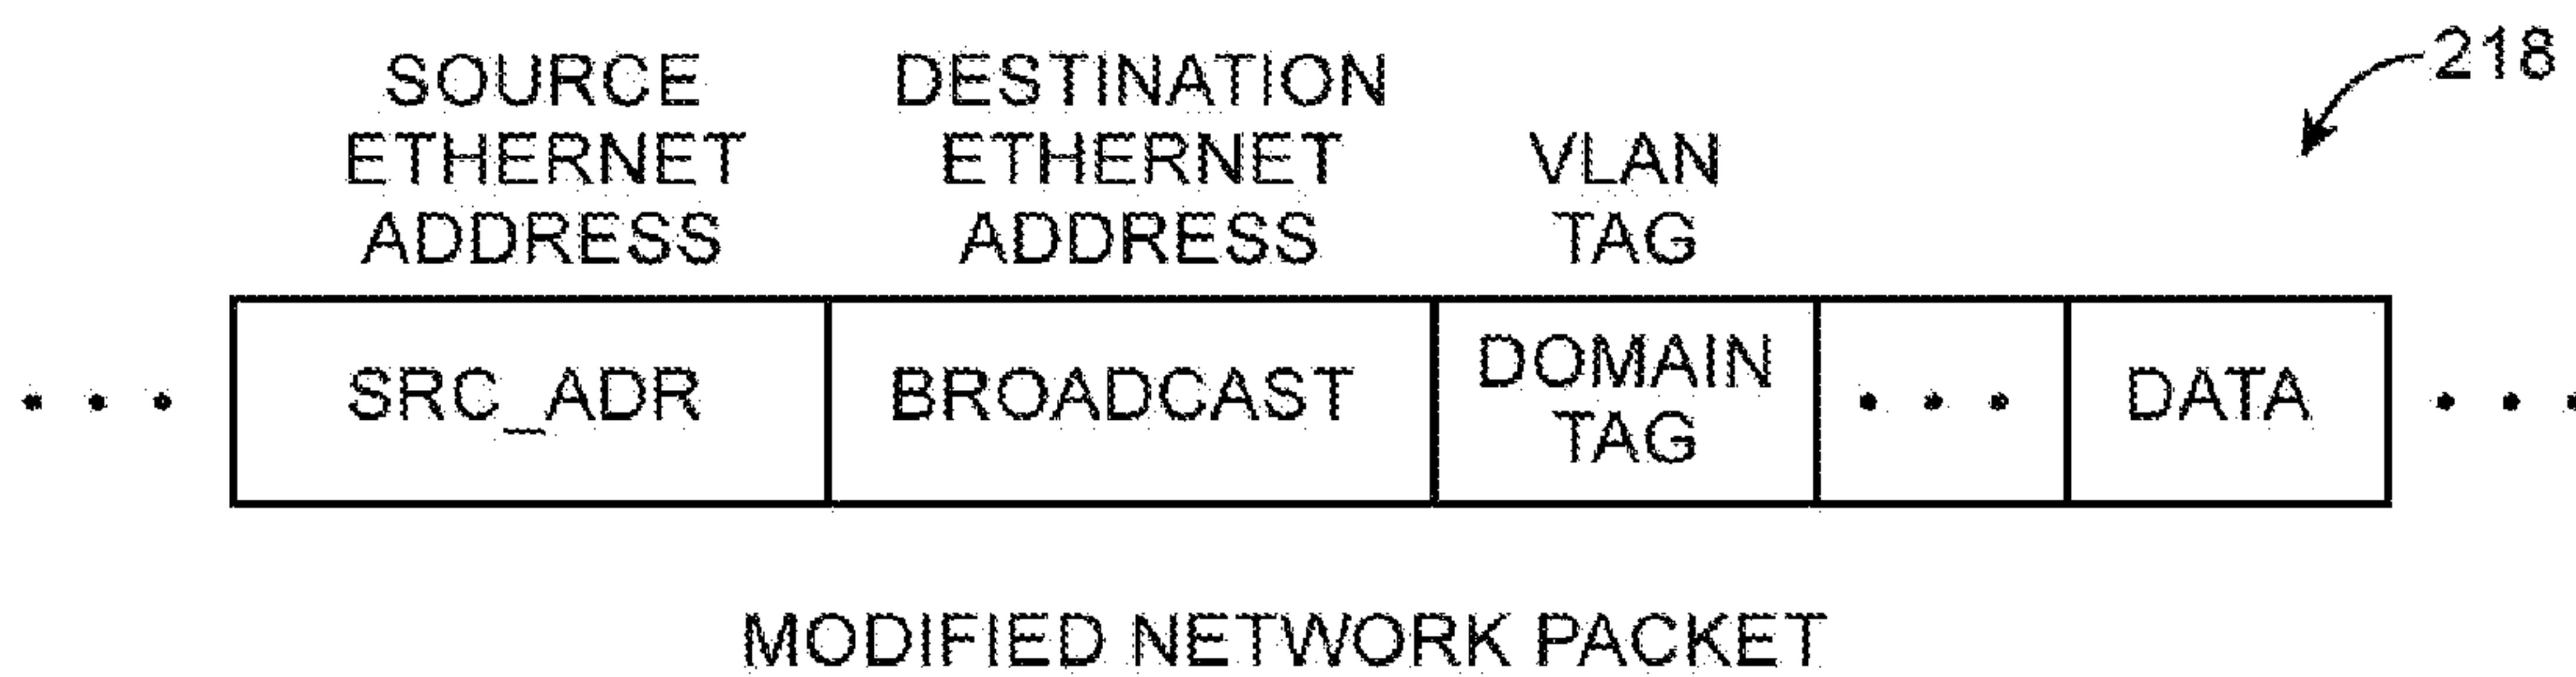 218
SOURCE
ETHERNET
ADDRESS
DESTINATION
ETHERNET
ADDRESS
VLAN
TAG
. . .
SRC_ADR
BROADCAST
DOMAIN
TAG
. . .
DATA
. . .
MODIFIED NETWORK PACKET